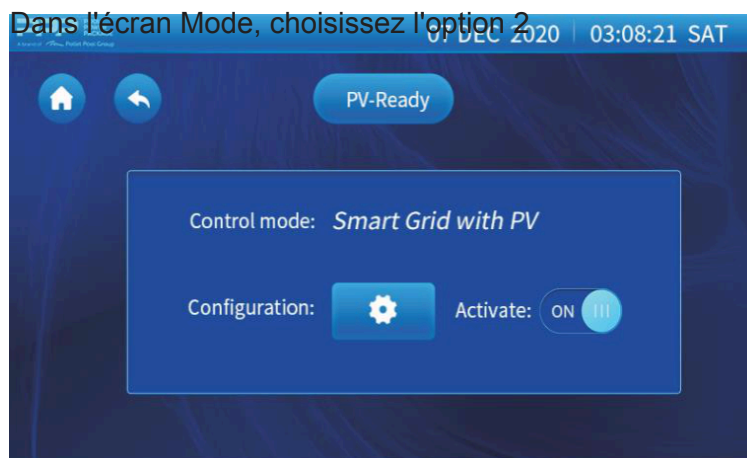 Dans l'écran Mode, choisissez l'option 2
07 DEC 2020 03:08:21 SAT
PV-Ready
Control mode: Smart Grid with PV
Configuration: Activate: ON